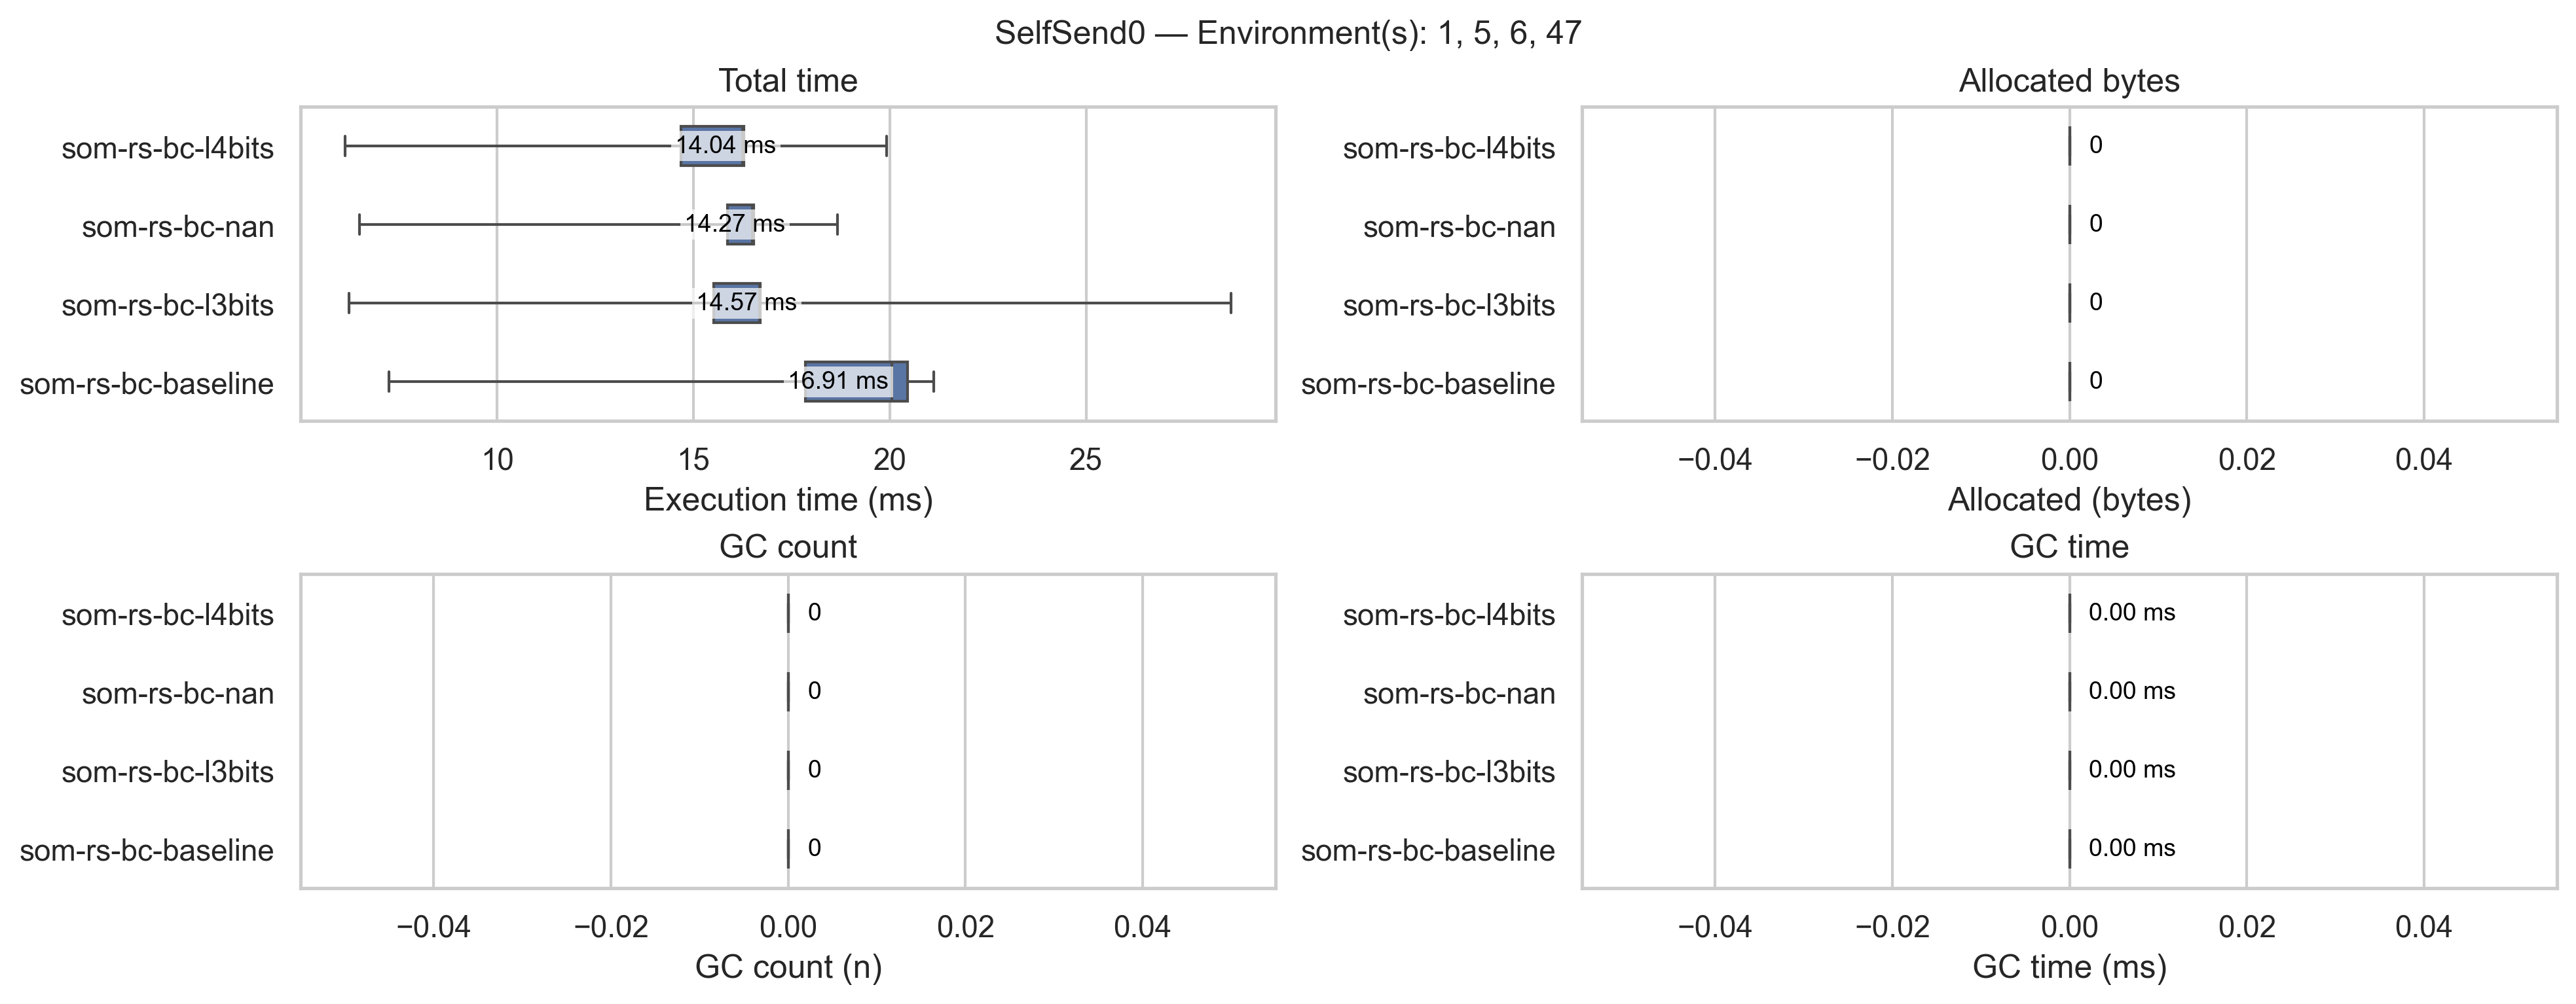 SelfSend0 — Environment(s): 1, 5, 6, 47
Total time
som-rs-bc-l4bits
14.04 ms
som-rs-bc-nan
14.27 ms
som-rs-bc-l3bits
14.57 ms
som-rs-bc-baseline
16.91 ms
10 15 20 25
Execution time (ms)
Allocated bytes
som-rs-bc-l4bits
0
som-rs-bc-nan
0
som-rs-bc-l3bits
0
som-rs-bc-baseline
0
−0.04 −0.02 0.00 0.02 0.04
Allocated (bytes)
GC count
som-rs-bc-l4bits
0
som-rs-bc-nan
0
som-rs-bc-l3bits
0
som-rs-bc-baseline
0
−0.04 −0.02 0.00 0.02 0.04
GC count (n)
GC time
som-rs-bc-l4bits
0.00 ms
som-rs-bc-nan
0.00 ms
som-rs-bc-l3bits
0.00 ms
som-rs-bc-baseline
0.00 ms
−0.04 −0.02 0.00 0.02 0.04
GC time (ms)